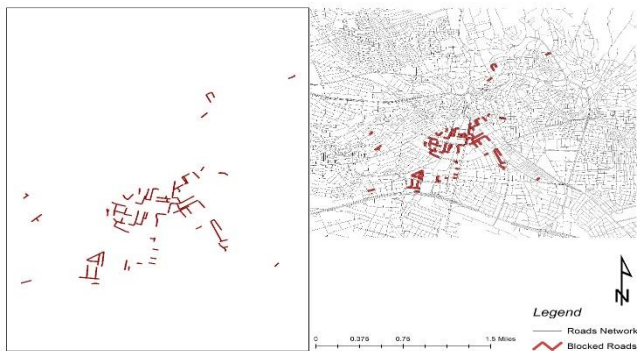 N
Legend
Roads Network
Blocked Roads
0 0.375 0.75 1.5 Miles